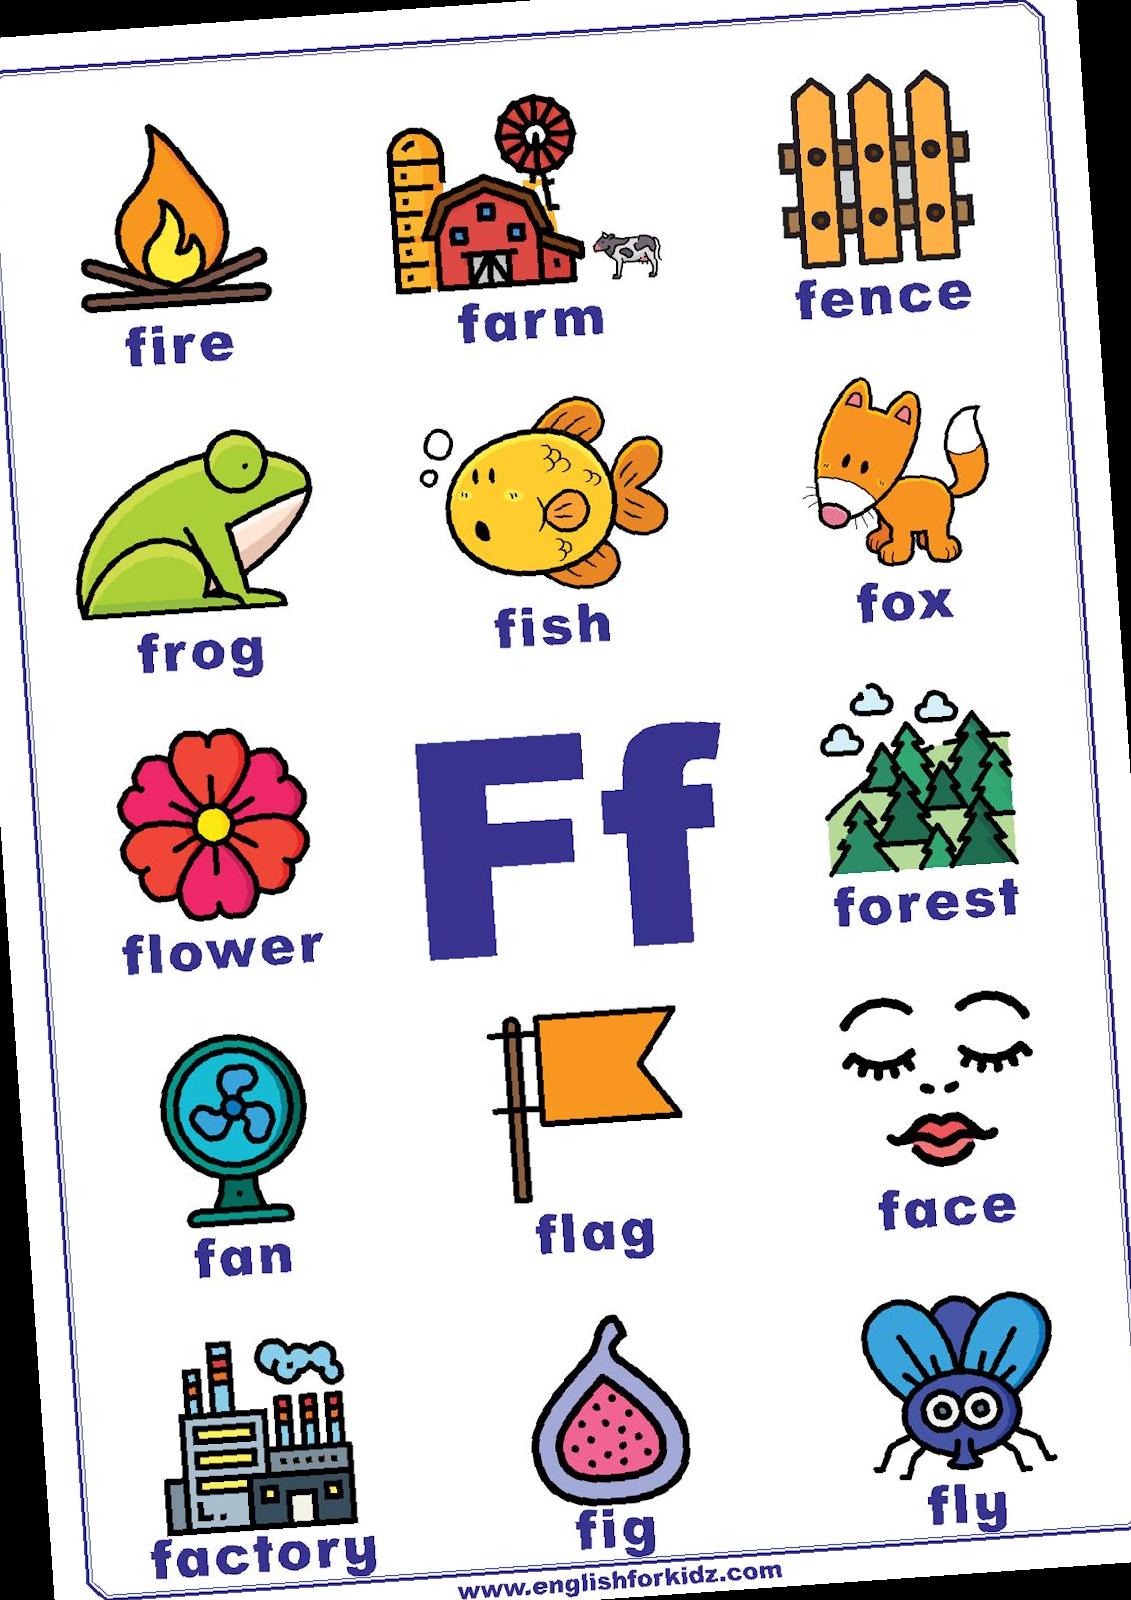 fire farm fence
frog fish fox
Ff
flower forest
fan flag face
factory fig fly
www.englishforkidz.com